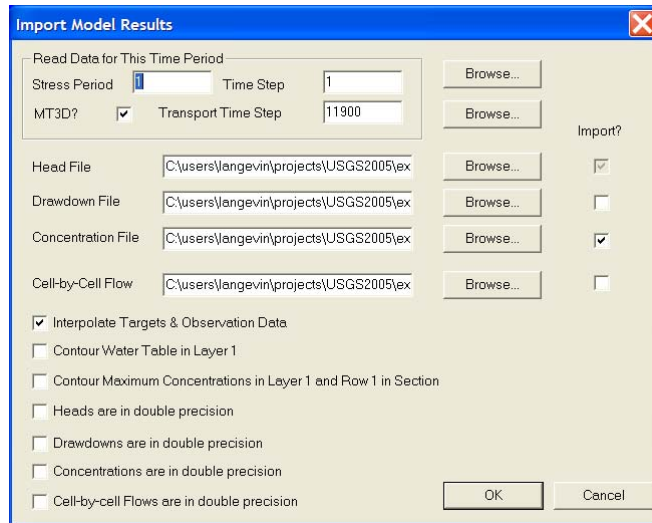 Import Model Results
Read Data for This Time Period
Stress Period 1 Time Step 1 Browse...
MT3D? Transport Time Step 11900 Browse...
Import?
Head File C:\users\langevin\projects\USGS2005\ex Browse...
Drawdown File C:\users\langevin\projects\USGS2005\ex Browse...
Concentration File C:\users\langevin\projects\USGS2005\ex Browse...
Cell-by-Cell Flow C:\users\langevin\projects\USGS2005\ex Browse...
Interpolate Targets & Observation Data
Contour Water Table in Layer 1
Contour Maximum Concentrations in Layer 1 and Row 1 in Section
Heads are in double precision
Drawdowns are in double precision
Concentrations are in double precision
Cell-by-cell Flows are in double precision
OK Cancel